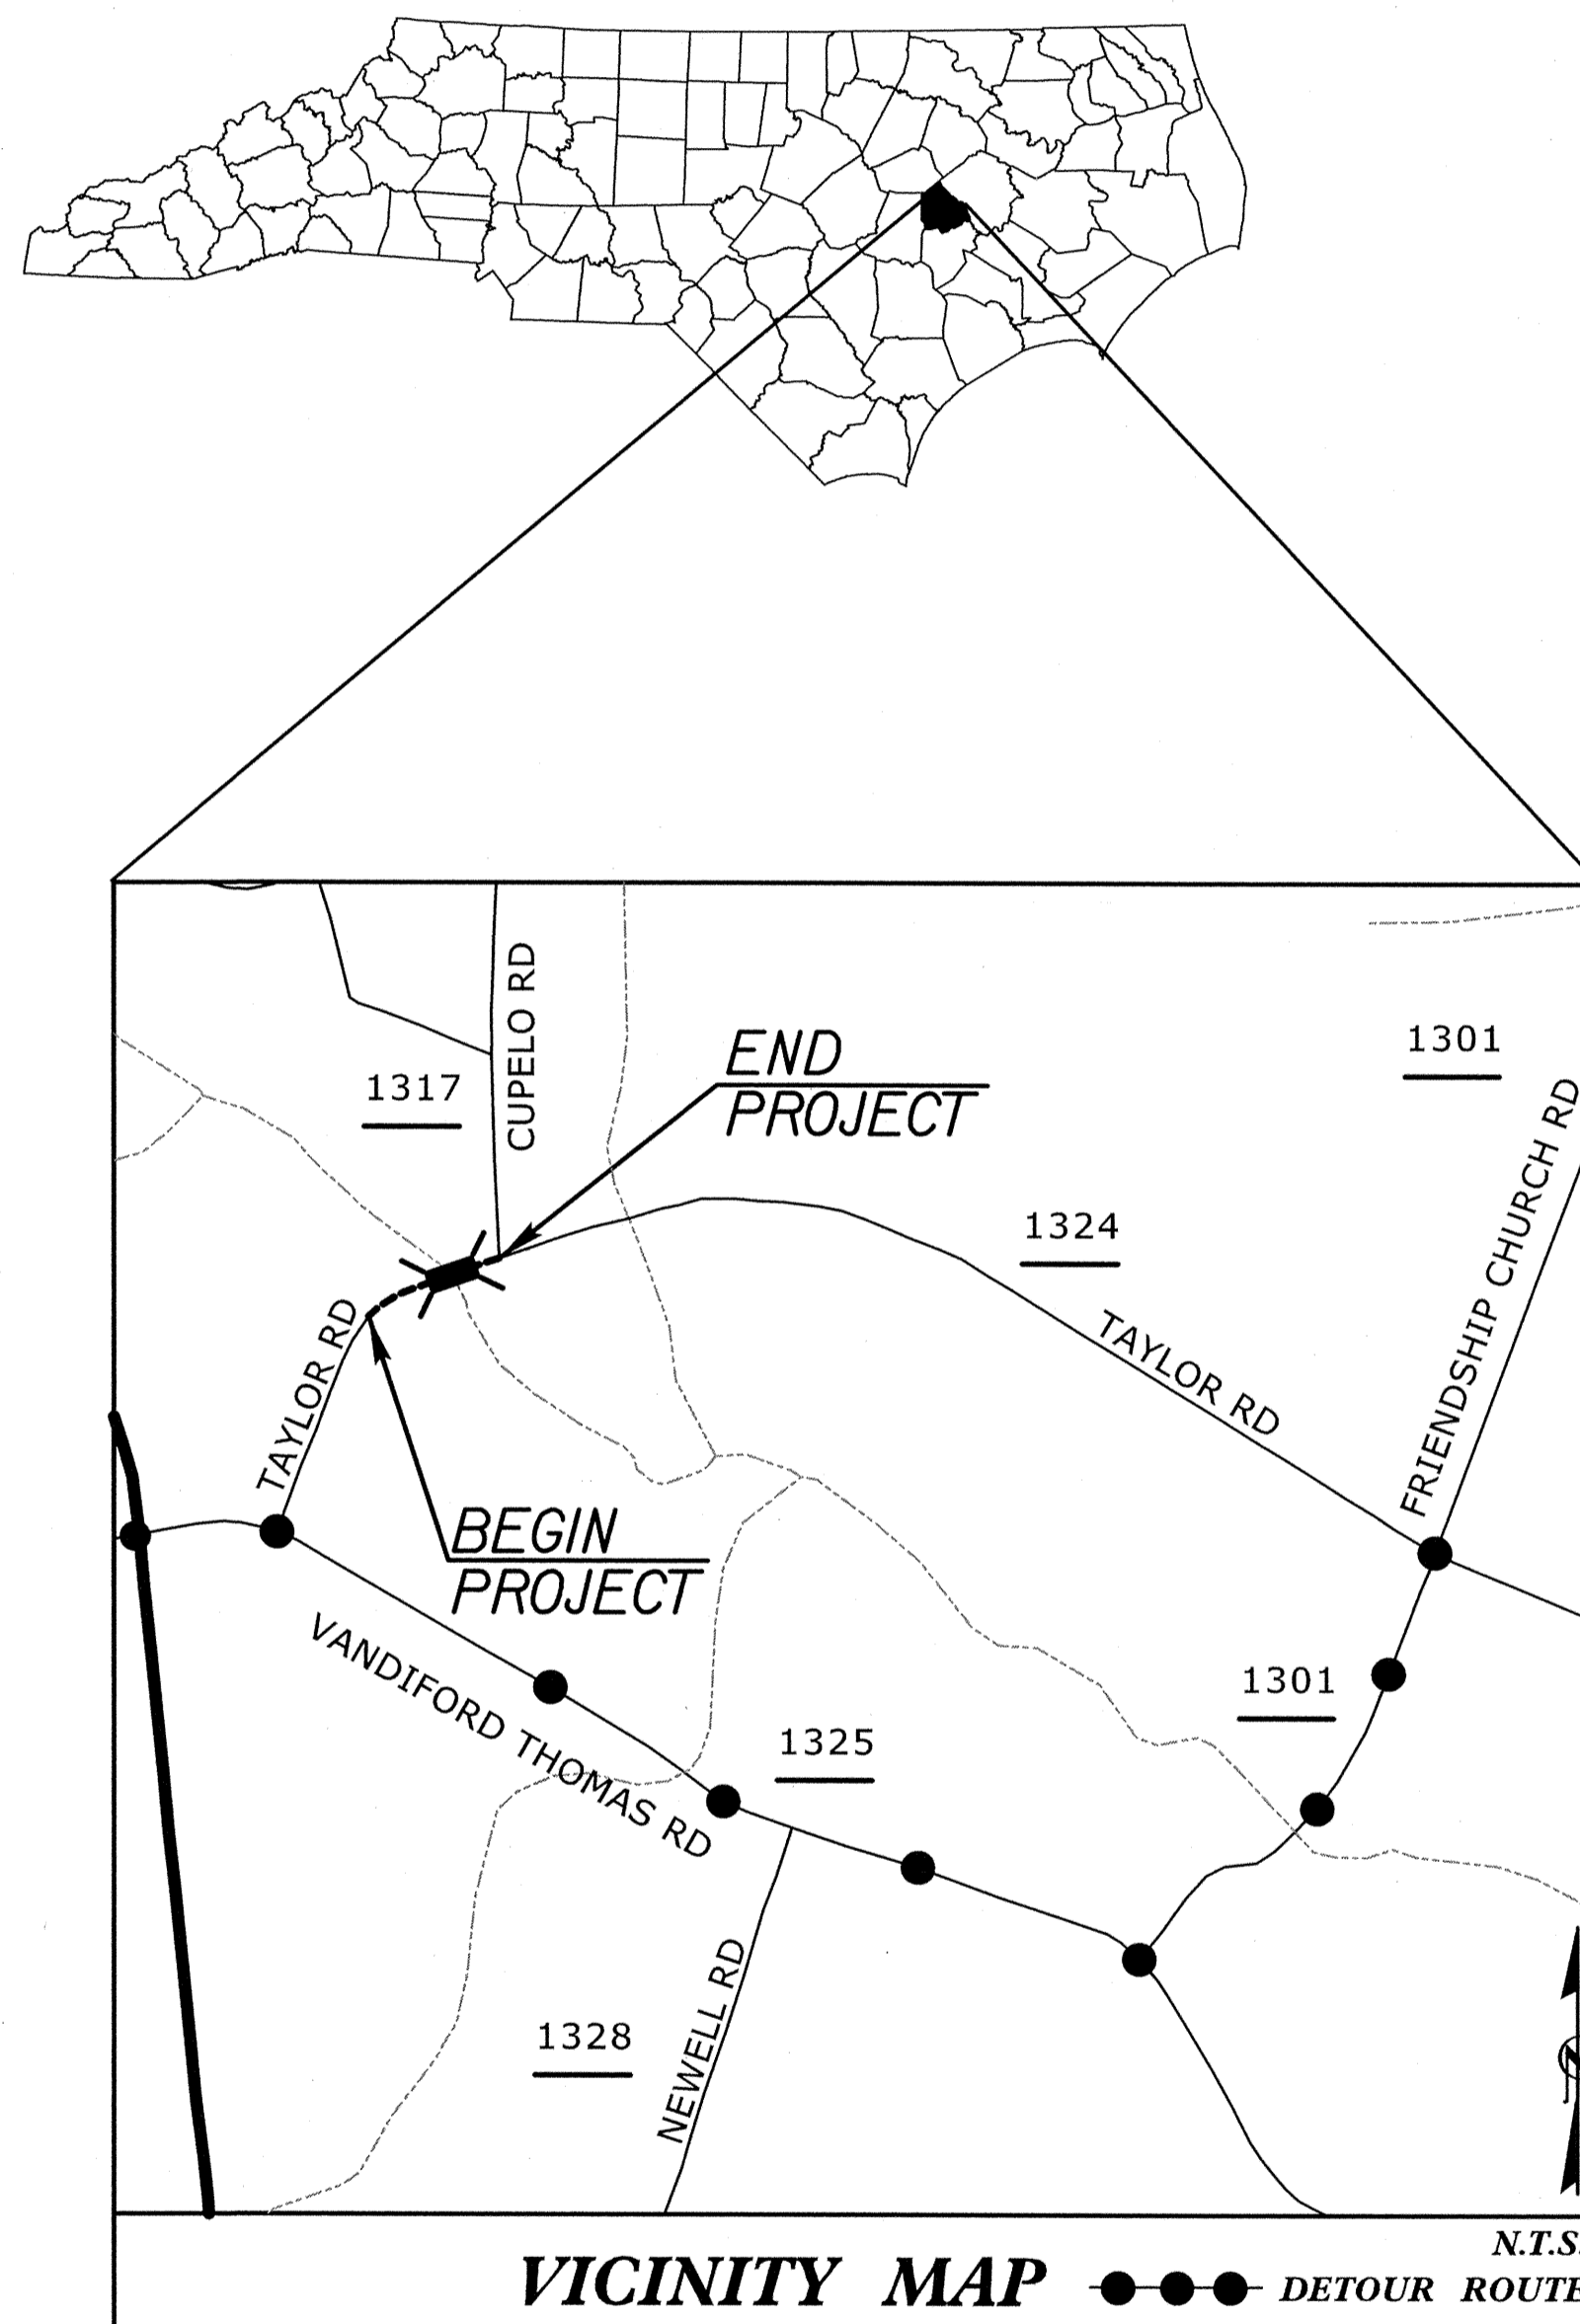 CUPELO RD
END
PROJECT
1301
1317
1324
FRIENDSHIP CHURCH RD
TAYLOR RD
TAYLOR RD
BEGIN
PROJECT
VANDIFORD THOMAS RD
1301
1325
NEWELL RD
1328
N
N.T.S.
VICINITY MAP
DETOUR ROUTE